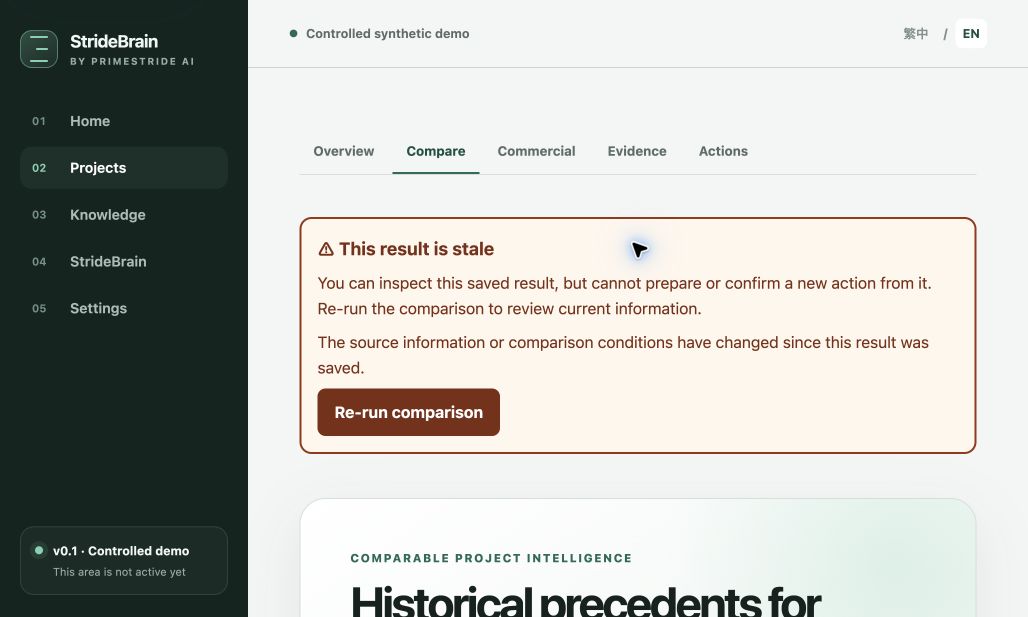 StrideBrain
BY PRIMESTRIDE AI
01 Home
02 Projects
03 Knowledge
04 StrideBrain
05 Settings
v0.1 · Controlled demo
This area is not active yet
Controlled synthetic demo
繁中 / EN
Overview Compare Commercial Evidence Actions
This result is stale
You can inspect this saved result, but cannot prepare or confirm a new action from it.
Re-run the comparison to review current information.
The source information or comparison conditions have changed since this result was
saved.
Re-run comparison
COMPARABLE PROJECT INTELLIGENCE
Historical precedents for